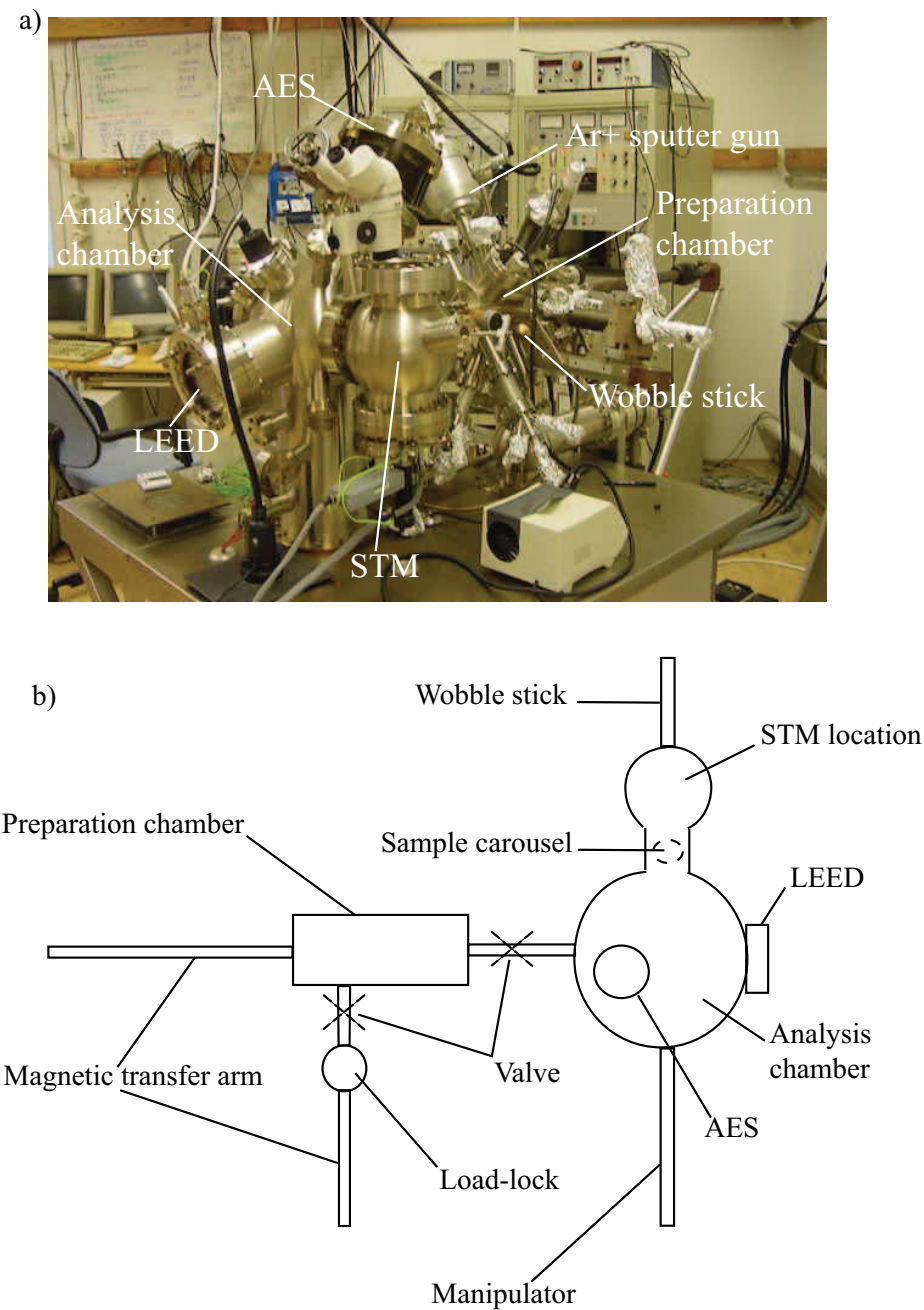 a)
AES
Ar+ sputter gun
Analysis
chamber
Preparation
chamber
Wobble stick
LEED
STM
b)
Wobble stick
STM location
Preparation chamber
Sample carousel
LEED
Analysis
chamber
Magnetic transfer arm
Valve
AES
Load-lock
Manipulator